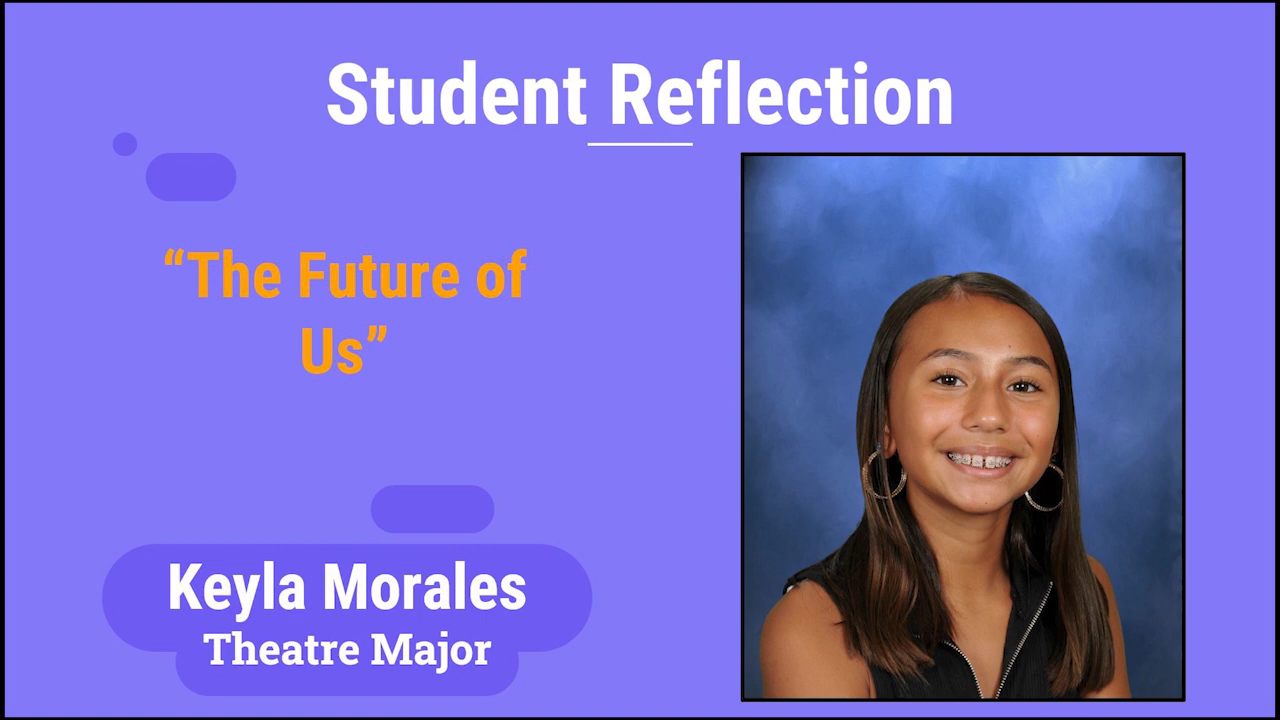 Student Reflection
“The Future of
Us”
Keyla Morales
Theatre Major